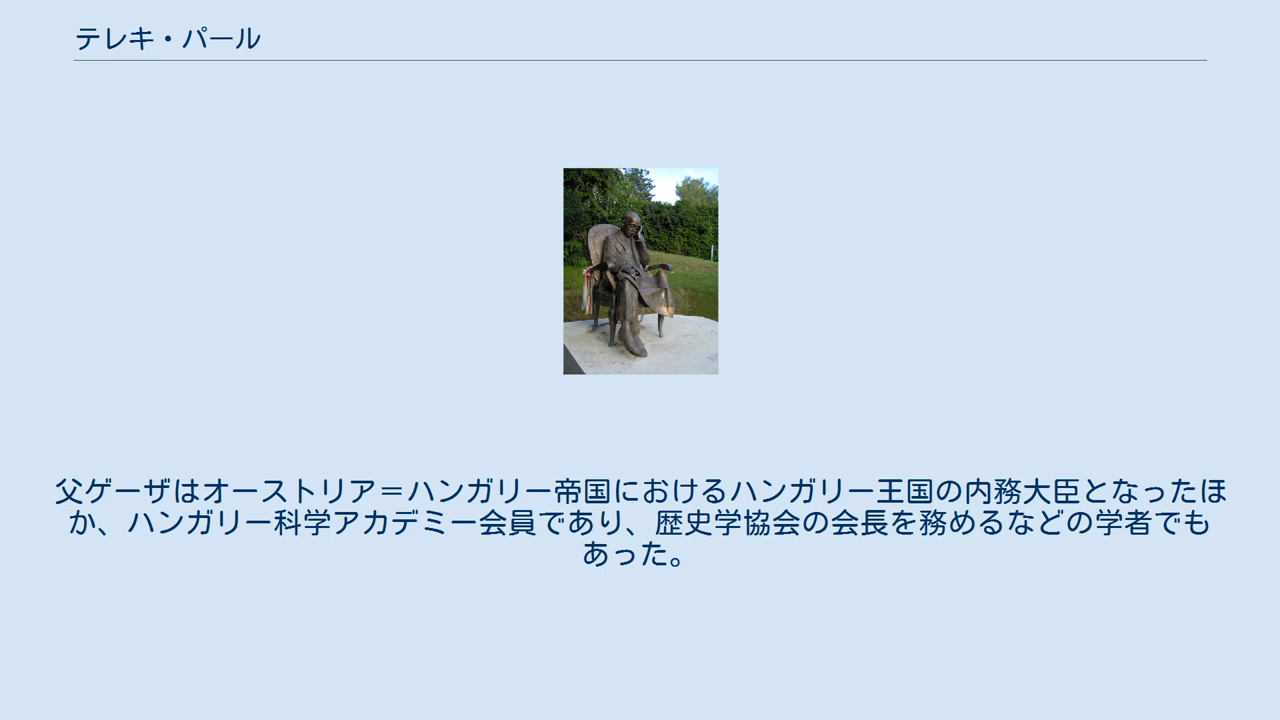 テレキ・パール
父ゲーザはオーストリア＝ハンガリー帝国におけるハンガリー王国の内務大臣となったほ
か、ハンガリー科学アカデミー会員であり、歴史学協会の会長を務めるなどの学者でも
あった。